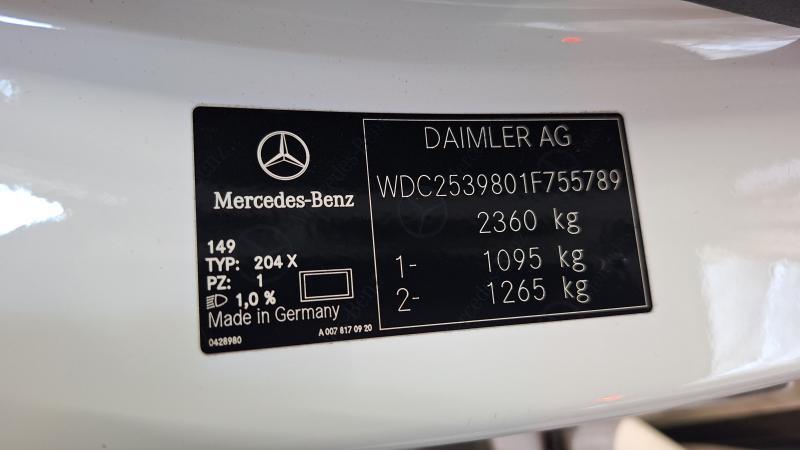 Mercedes-Benz
149
TYP: 204 X
PZ: 1
1,0 %
Made in Germany
0428980
A 007 817 09 20
DAIMLER AG
WDC2539801F755789
2360 kg
1- 1095 kg
2- 1265 kg